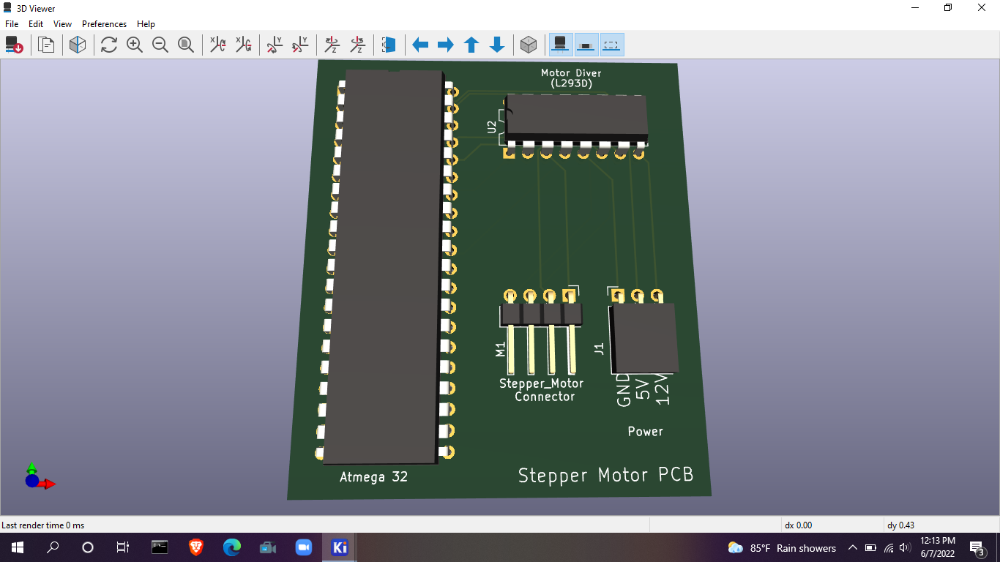 3D Viewer
File Edit View Preferences Help
X X Y Y Z Z
Motor Diver
(L293D)
U2
M1
J1
Stepper_Motor
Connector
GND
5V
12V
Power
Atmega 32
Stepper Motor PCB
Last render time 0 ms
dx 0.00
dy 0.43
Ki
85°F Rain showers
12:13 PM
6/7/2022
3